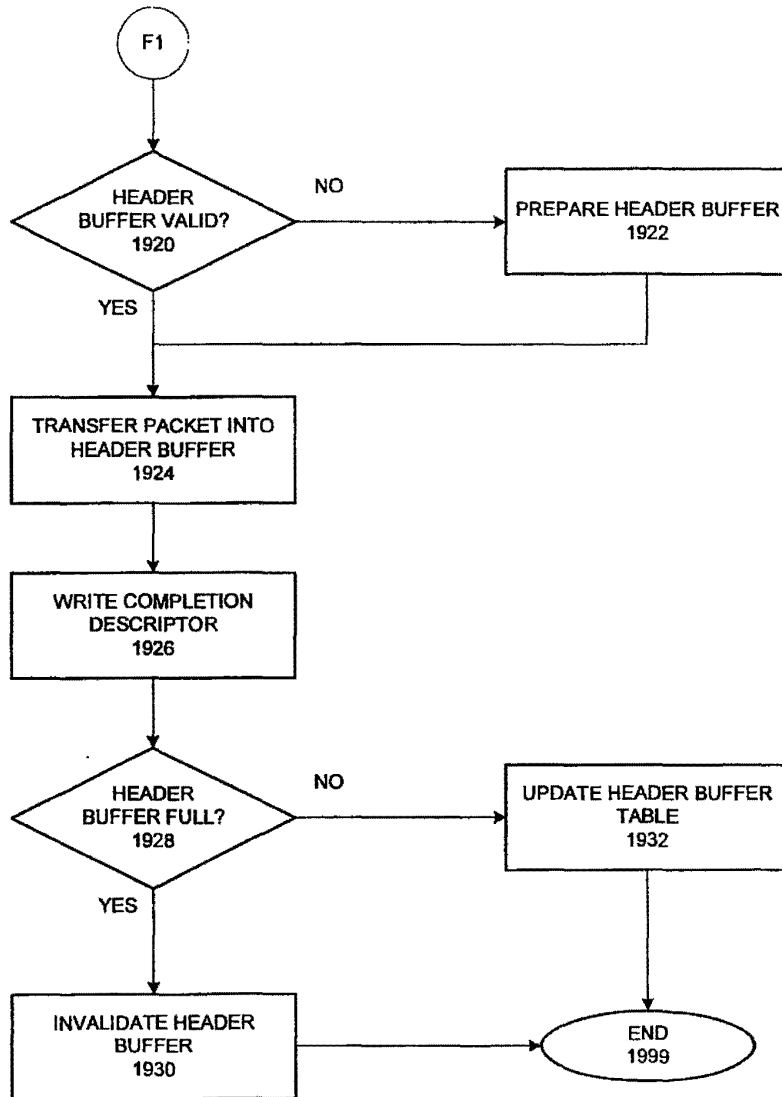 F1
HEADER
BUFFER VALID?
1920
NO
PREPARE HEADER BUFFER
1922
YES
TRANSFER PACKET INTO
HEADER BUFFER
1924
WRITE COMPLETION
DESCRIPTOR
1926
HEADER
BUFFER FULL?
1928
NO
UPDATE HEADER BUFFER
TABLE
1932
YES
INVALIDATE HEADER
BUFFER
1930
END
1999